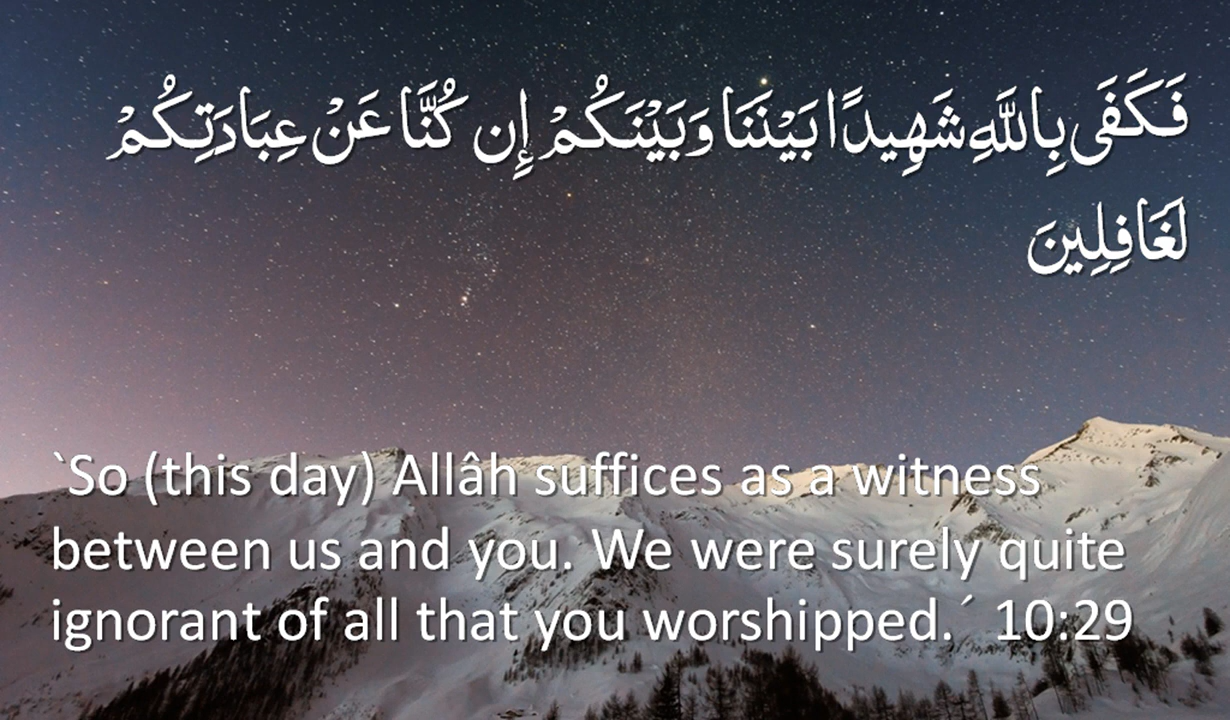 فَكَفَى بِاللَّهِ شَهِيدًا بَيْنَنَا وَبَيْنَكُمْ إِن كُنَّا عَنْ عِبَادَتِكُمْ
لَغَافِلِينَ
`So (this day) Allâh suffices as a witness
between us and you. We were surely quite
ignorant of all that you worshipped.´ 10:29